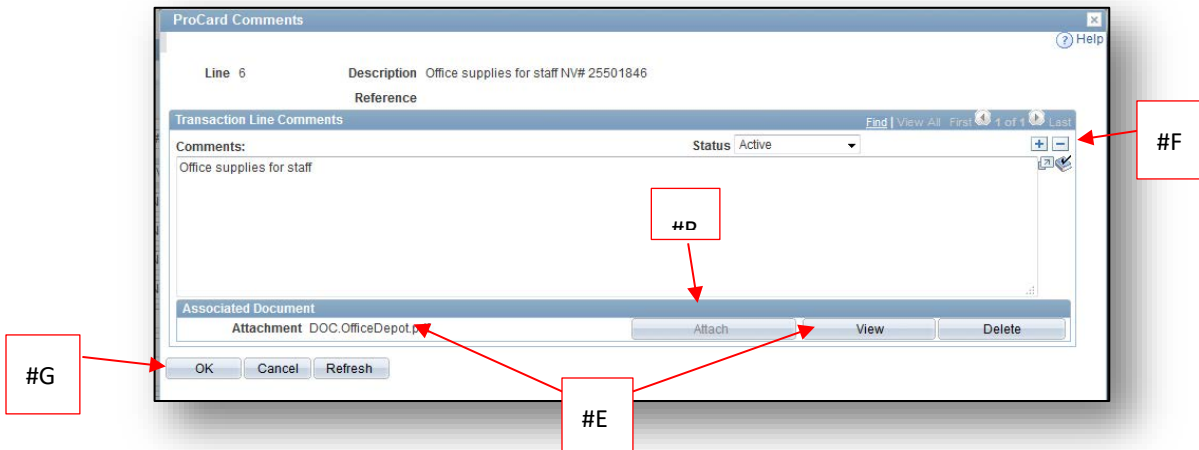 ProCard Comments
Help
Line 6 Description Office supplies for staff NV# 25501846
Reference
Transaction Line Comments Find | View All First 1 of 1 Last
#F
Comments: Status Active
Office supplies for staff
Associated Document
Attachment DOC.OfficeDepot.p Attach View Delete
#G
OK Cancel Refresh
#E